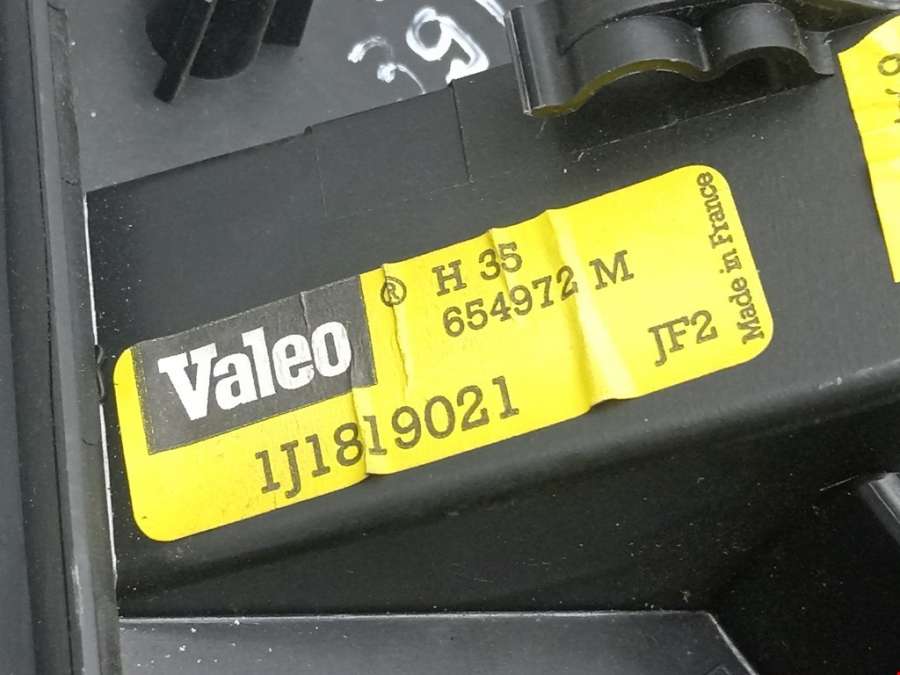 Valeo ®
H 35
654972 M
JF2
Made in France
1J1819021